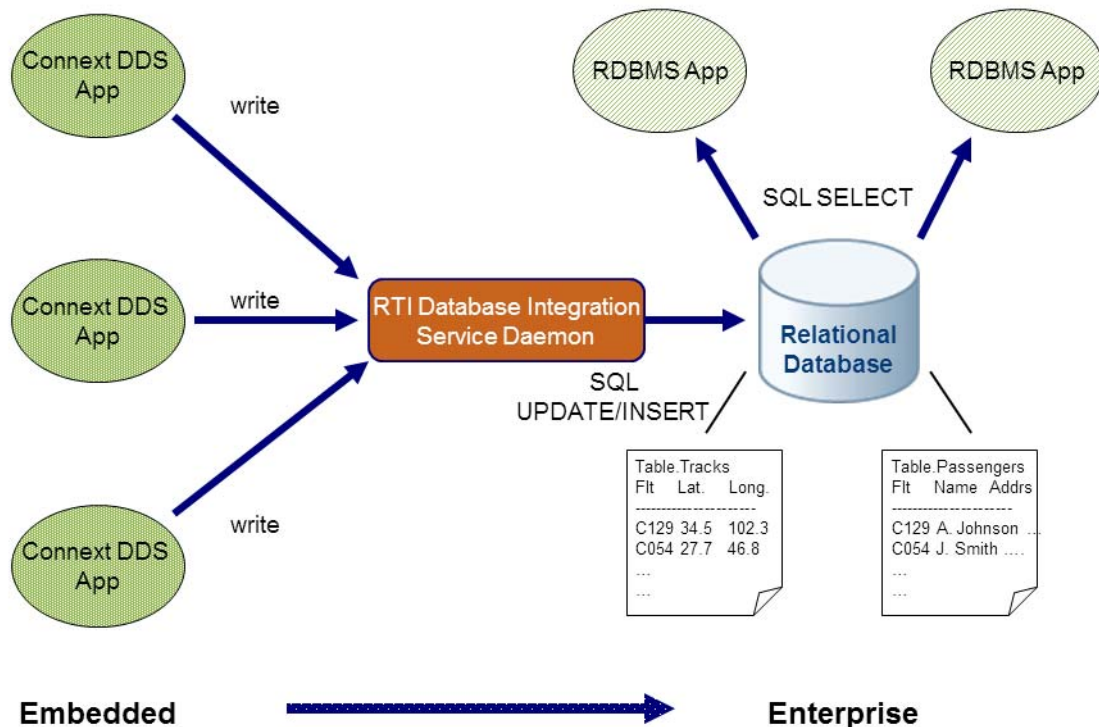 Connext DDS
App
write
RDBMS App
RDBMS App
SQL SELECT
Connext DDS
App
write
RTI Database Integration
Service Daemon
Relational
Database
SQL
UPDATE/INSERT
Table.Tracks
Flt Lat. Long.
----------------------
C129 34.5 102.3
C054 27.7 46.8
...
...
Table.Passengers
Flt Name Addrs
----------------------
C129 A. Johnson ...
C054 J. Smith ....
...
...
Connext DDS
App
write
Embedded
Enterprise